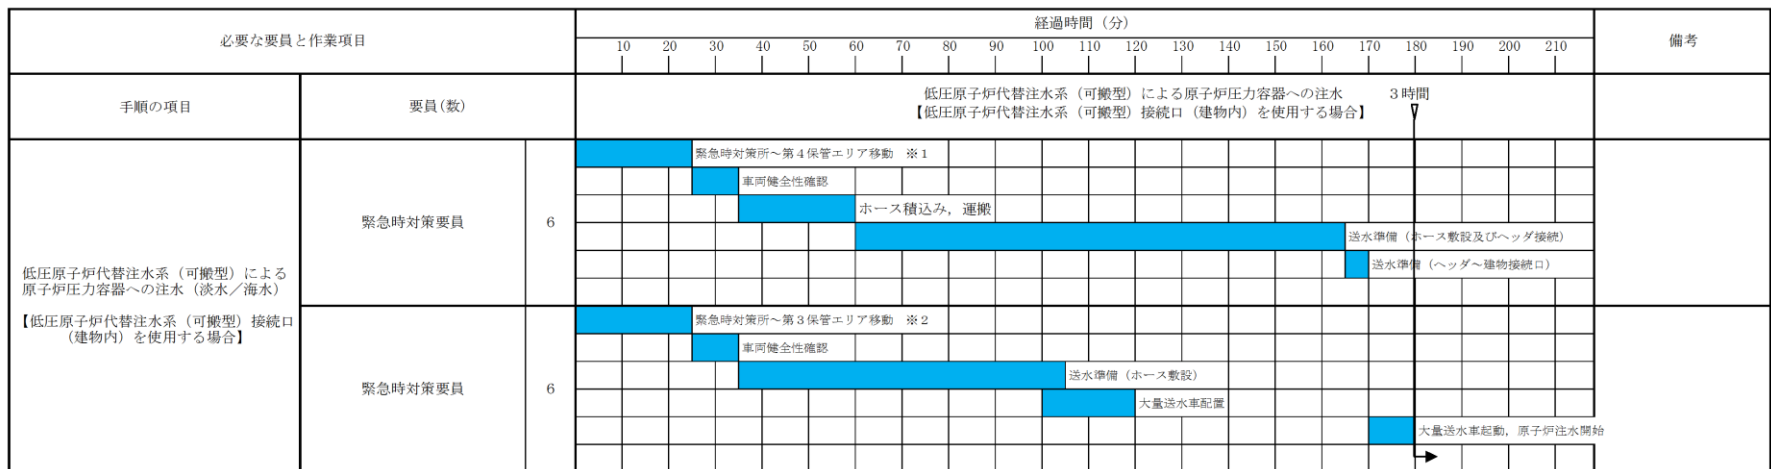 必要な要員と作業項目
経過時間（分）
備考
10 20 30 40 50 60 70 80 90 100 110 120 130 140 150 160 170 180 190 200 210
手順の項目
要員(数)
低圧原子炉代替注水系（可搬型）による原子炉圧力容器への注水
【低圧原子炉代替注水系（可搬型）接続口（建物内）を使用する場合】
3時間
低圧原子炉代替注水系（可搬型）による
原子炉圧力容器への注水（淡水／海水）
【低圧原子炉代替注水系（可搬型）接続口
（建物内）を使用する場合】
緊急時対策要員
6
緊急時対策所～第4保管エリア移動　※1
車両健全性確認
ホース積込み，運搬
送水準備（ホース敷設及びヘッダ接続）
送水準備（ヘッダ～建物接続口）
緊急時対策要員
6
緊急時対策所～第3保管エリア移動　※2
車両健全性確認
送水準備（ホース敷設）
大量送水車配置
大量送水車起動，原子炉注水開始